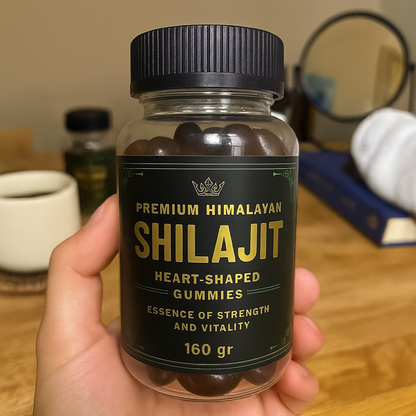 PREMIUM HIMALAYAN
SHILAJIT
HEART-SHAPED
GUMMIES
ESSENCE OF STRENGTH
AND VITALITY
160 gr